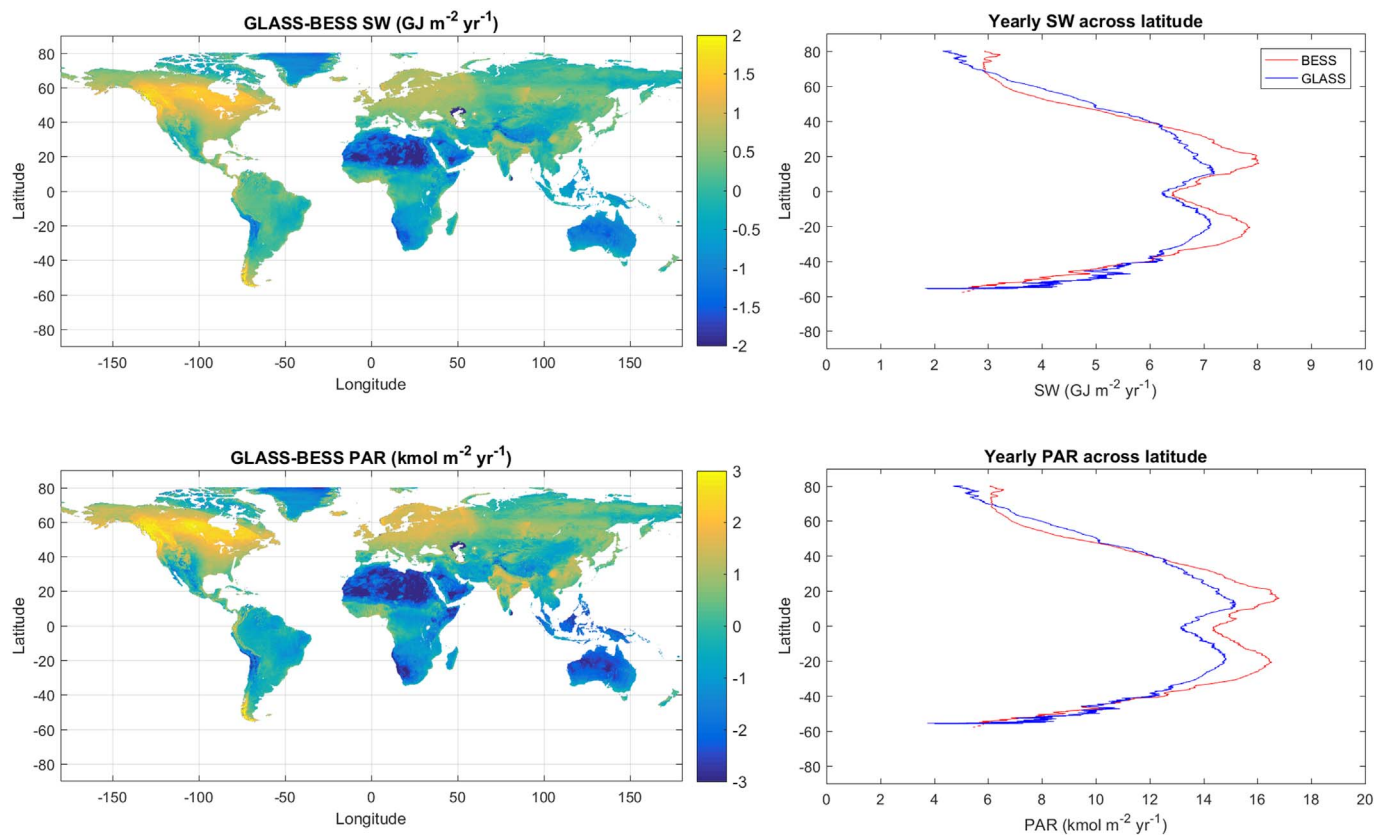 GLASS-BESS SW (GJ m⁻² yr⁻¹)
80
60
40
20
0
-20
-40
-60
-80
Latitude
-150 -100 -50 0 50 100 150
Longitude
2
1.5
1
0.5
0
-0.5
-1
-1.5
-2
Yearly SW across latitude
BESS
GLASS
80
60
40
20
0
-20
-40
-60
-80
Latitude
0 1 2 3 4 5 6 7 8 9 10
SW (GJ m⁻² yr⁻¹)
GLASS-BESS PAR (kmol m⁻² yr⁻¹)
80
60
40
20
0
-20
-40
-60
-80
Latitude
-150 -100 -50 0 50 100 150
Longitude
3
2
1
0
-1
-2
-3
Yearly PAR across latitude
80
60
40
20
0
-20
-40
-60
-80
Latitude
0 2 4 6 8 10 12 14 16 18 20
PAR (kmol m⁻² yr⁻¹)